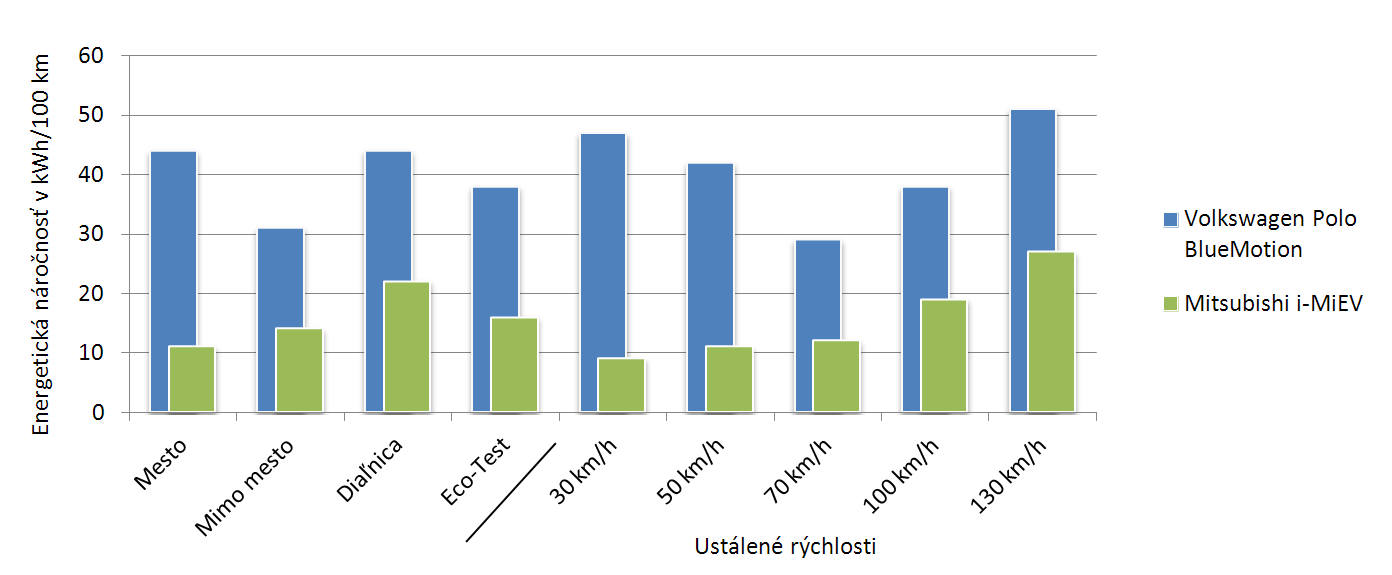 Energetická náročnosť v kWh/100 km
60
50
40
30
20
10
0
Mesto
Mimo mesto
Diaľnica
Eco-Test
30 km/h
50 km/h
70 km/h
100 km/h
130 km/h
Ustálené rýchlosti
Volkswagen Polo
BlueMotion
Mitsubishi i-MiEV